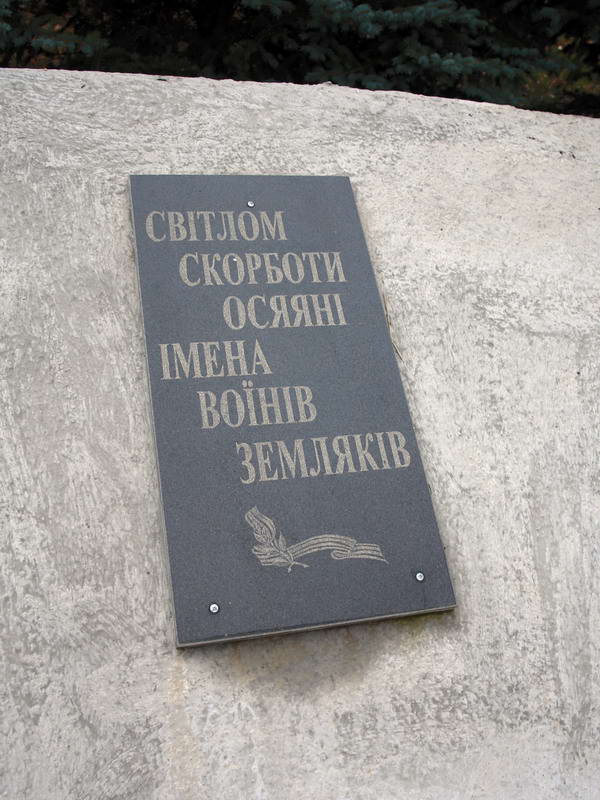 СВІТЛОМ
СКОРБОТИ
ОСЯЯНІ
ІМЕНА
ВОЇНІВ
ЗЕМЛЯКІВ